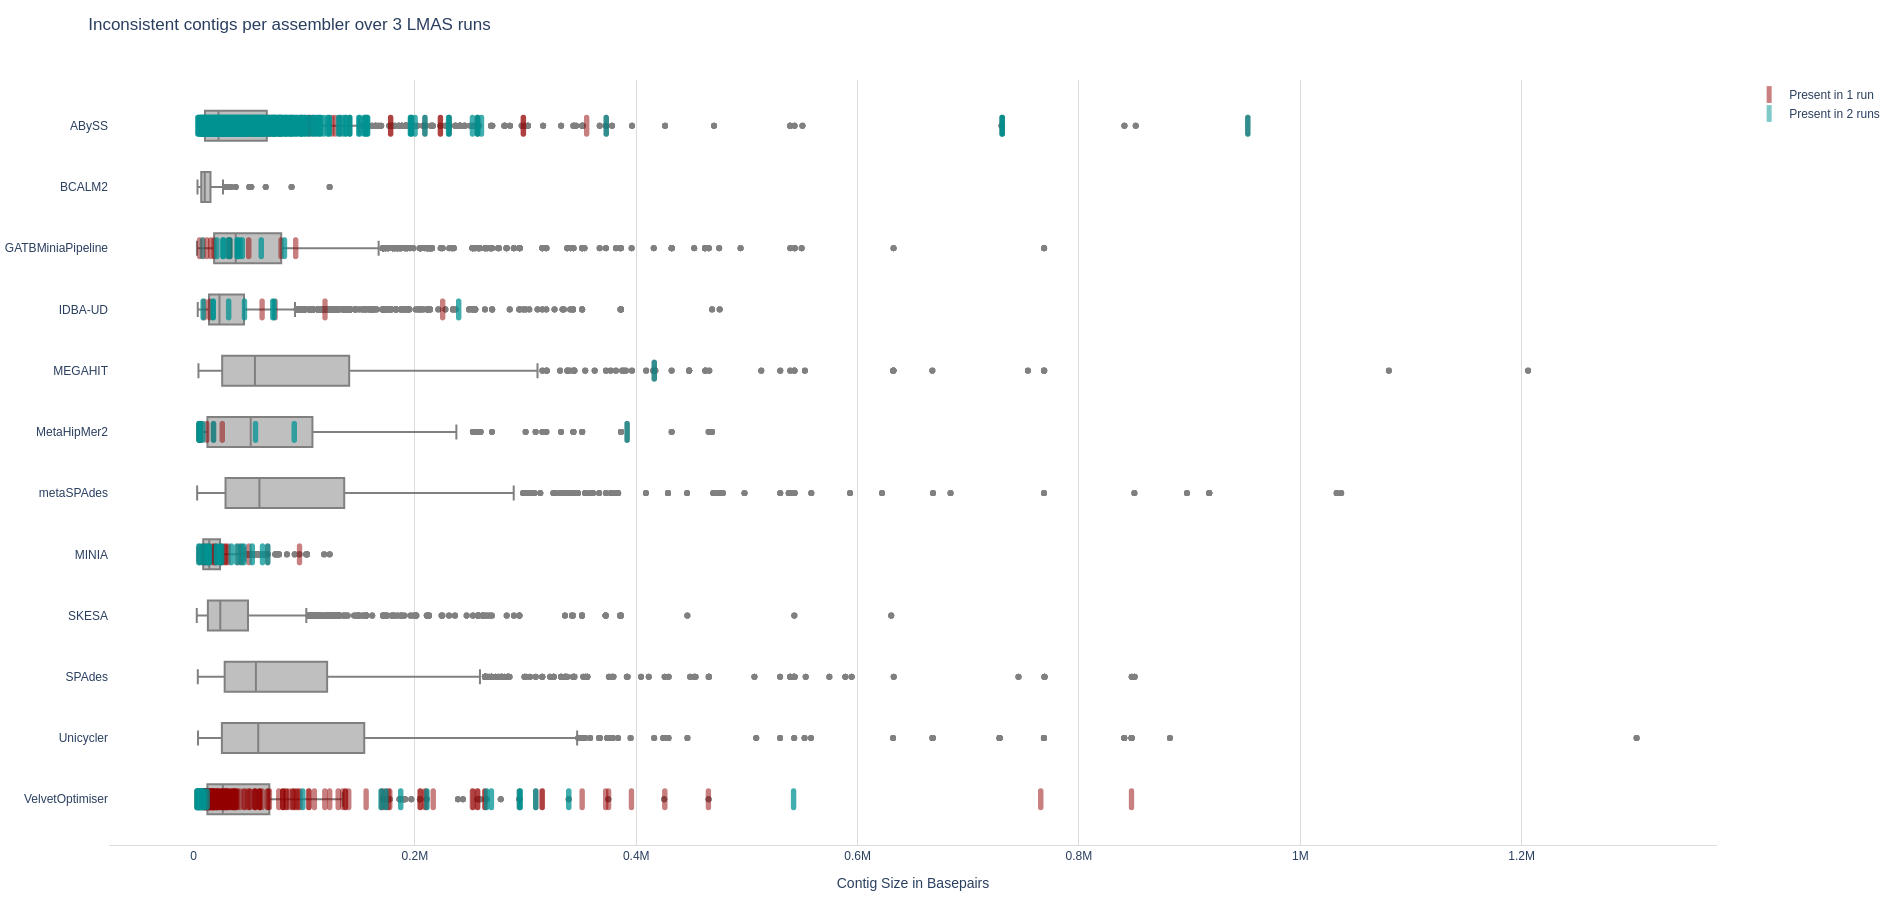 Inconsistent contigs per assembler over 3 LMAS runs
Present in 1 run
Present in 2 runs
ABySS
BCALM2
GATBMiniaPipeline
IDBA-UD
MEGAHIT
MetaHipMer2
metaSPAdes
MINIA
SKESA
SPAdes
Unicycler
VelvetOptimiser
0 0.2M 0.4M 0.6M 0.8M 1M 1.2M
Contig Size in Basepairs